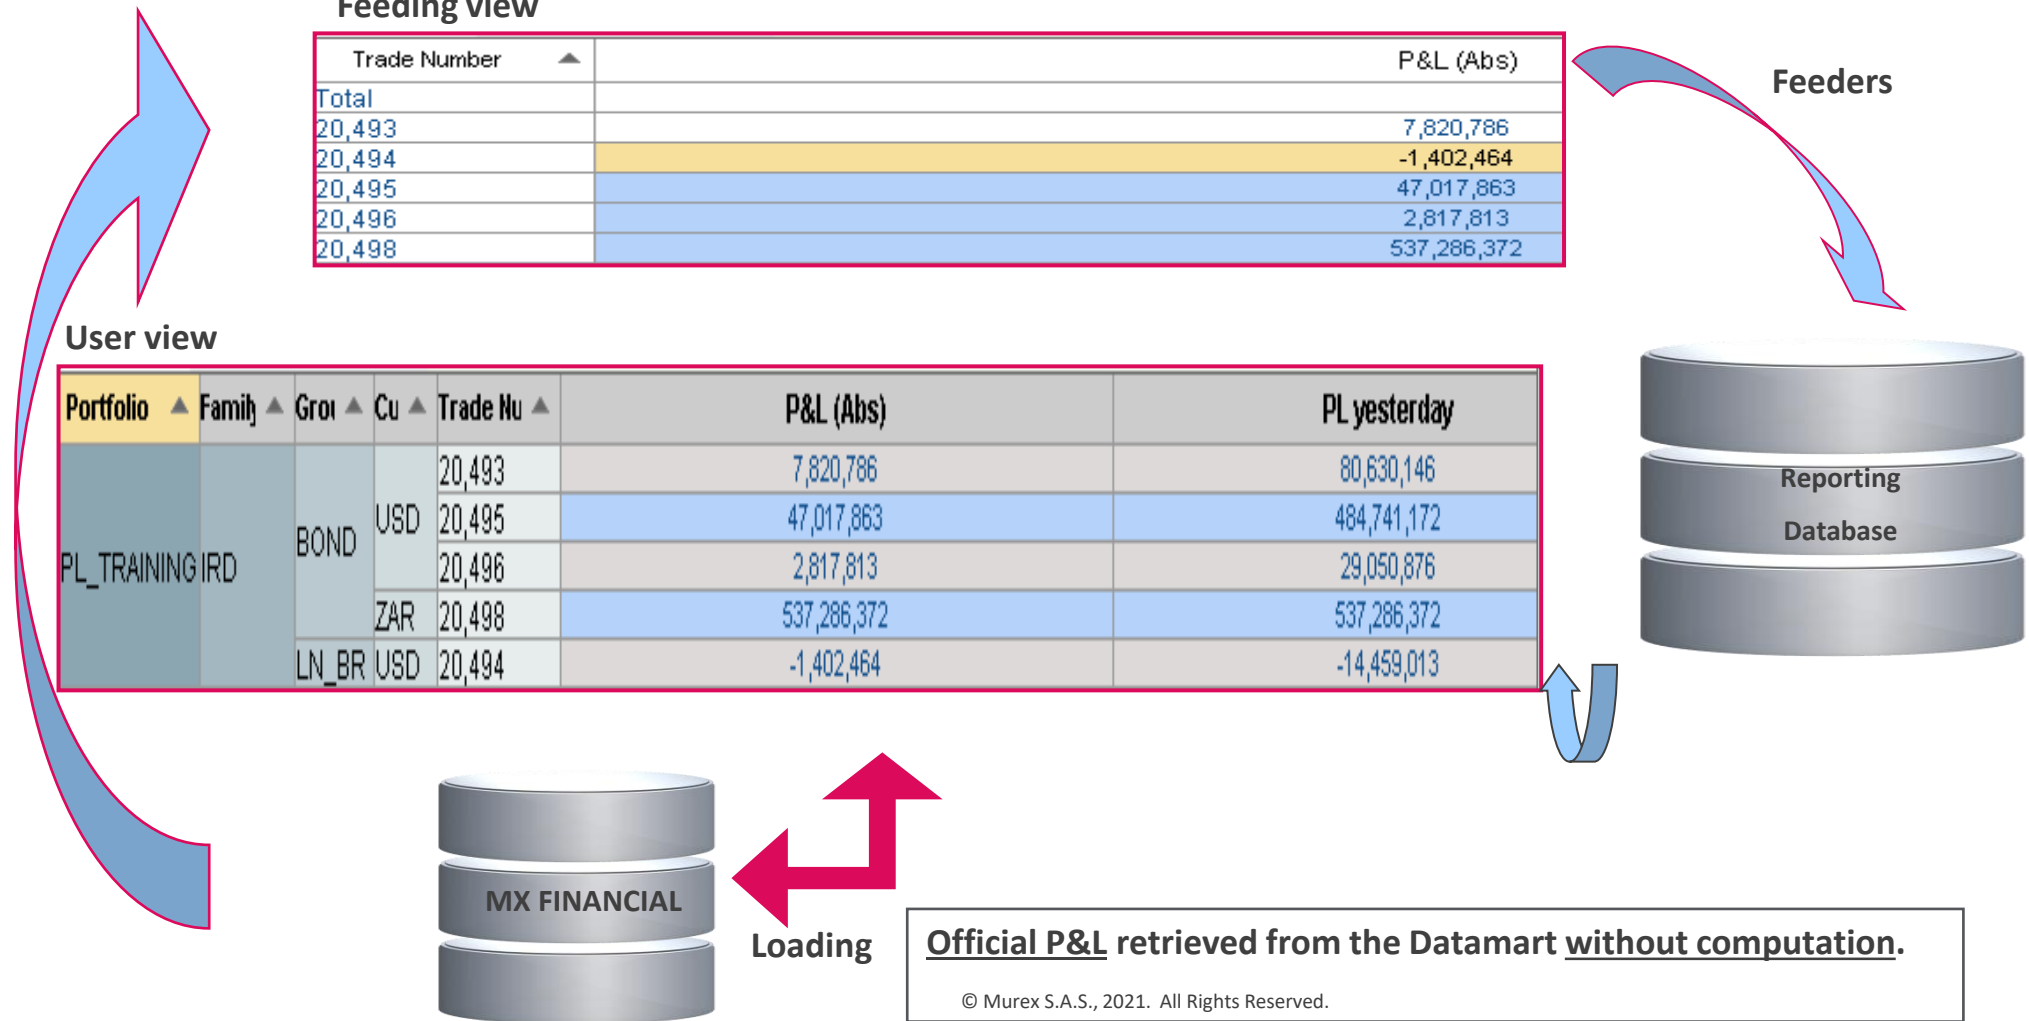 Feeding view
Trade Number P&L (Abs)
Total
20,493 7,820,786
20,494 -1,402,464
20,495 47,017,863
20,496 2,817,813
20,498 537,286,372
Feeders
User view
Portfolio Family Grou Cu Trade Nu P&L (Abs) PL yesterday
PL_TRAINING IRD BOND USD 20,493 7,820,786 80,630,146
20,495 47,017,863 484,741,172
20,496 2,817,813 29,050,876
ZAR 20,498 537,286,372 537,286,372
LN_BR USD 20,494 -1,402,464 -14,459,013
Reporting
Database
MX FINANCIAL
Loading
Official P&L retrieved from the Datamart without computation.
© Murex S.A.S., 2021. All Rights Reserved.